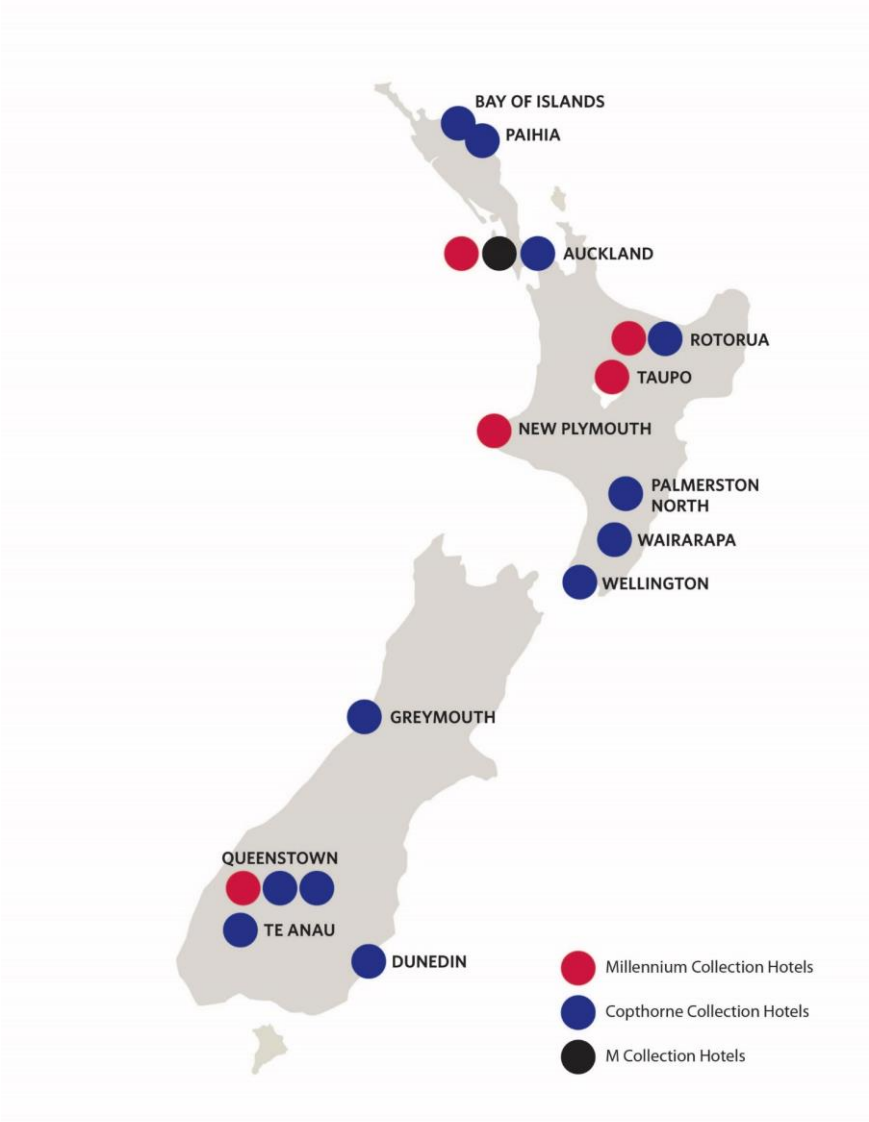 BAY OF ISLANDS
PAIHIA
AUCKLAND
ROTORUA
TAUPO
NEW PLYMOUTH
PALMERSTON
NORTH
WAIRARAPA
WELLINGTON
GREYMOUTH
QUEENSTOWN
TE ANAU
DUNEDIN
Millennium Collection Hotels
Copthorne Collection Hotels
M Collection Hotels